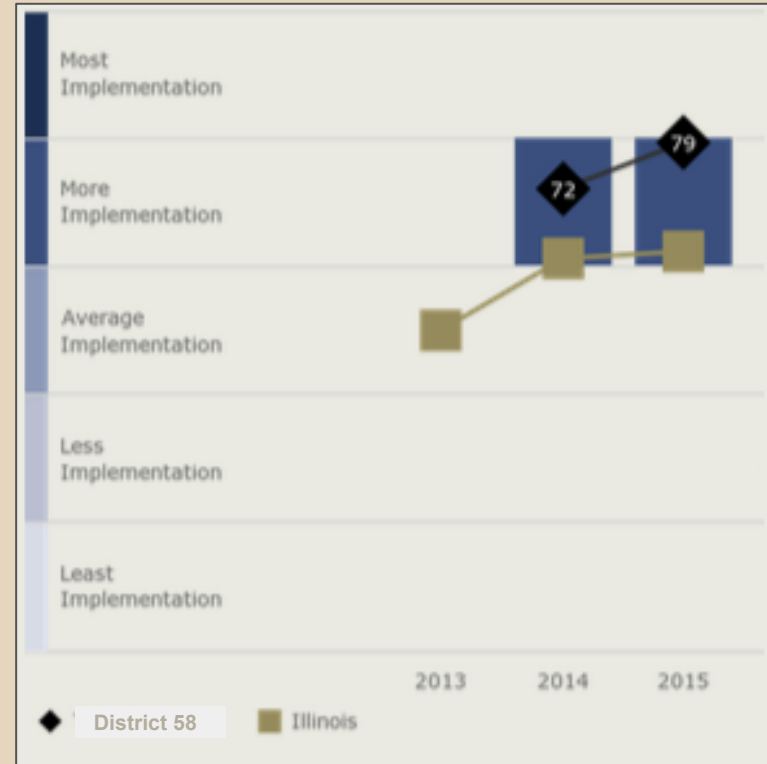 Most
Implementation
79
More
Implementation
72
Average
Implementation
Less
Implementation
Least
Implementation
2013 2014 2015
District 58 Illinois